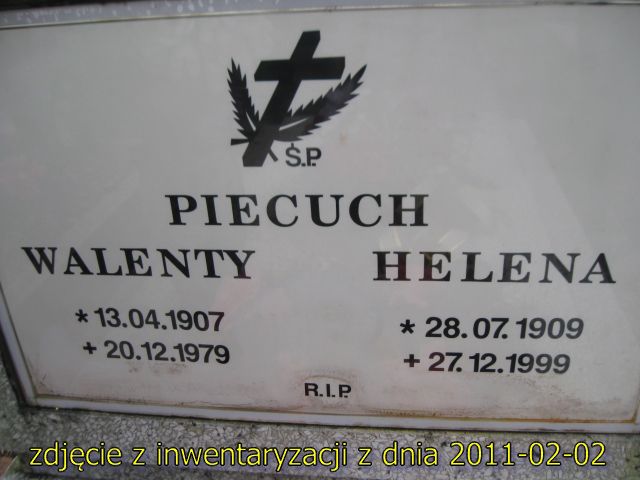 Ś.P.
PIECUCH
WALENTY HELENA
* 13.04.1907 * 28.07.1909
+ 20.12.1979 + 27.12.1999
R.I.P.
zdjęcie z inwentaryzacji z dnia 2011-02-02